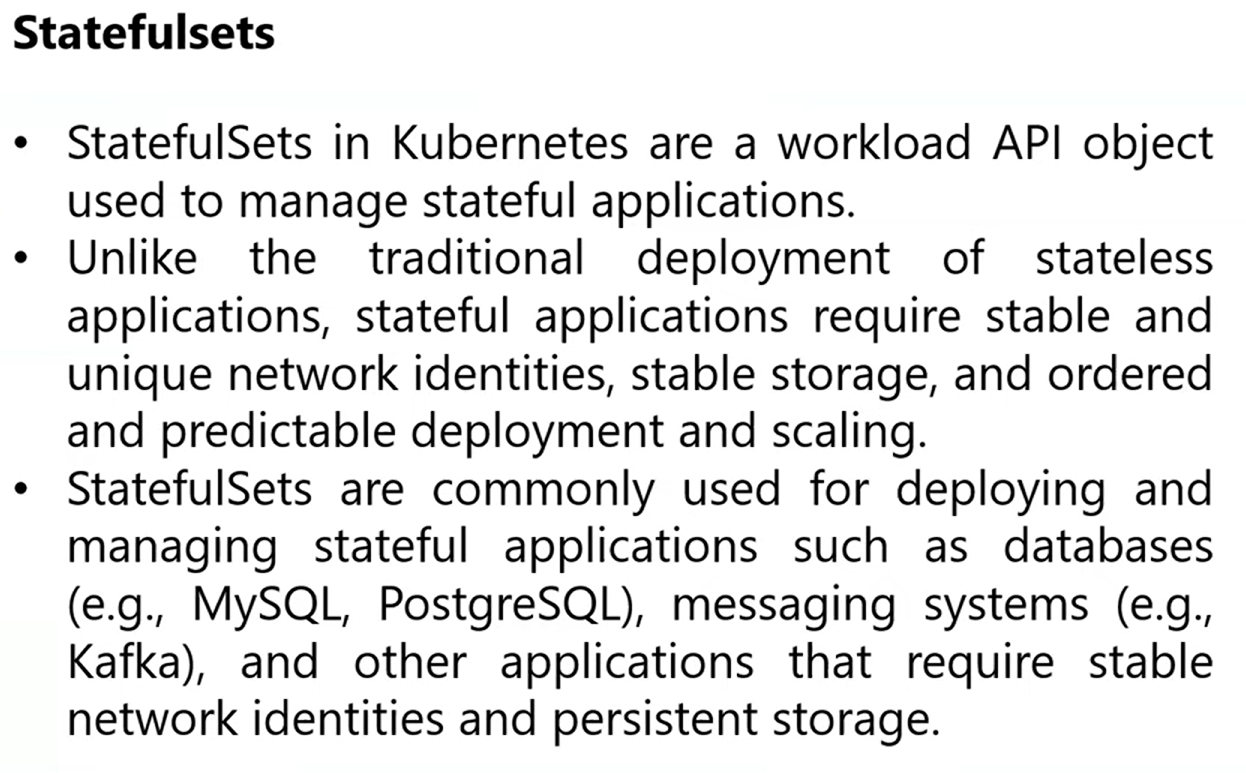 Statefulsets
• StatefulSets in Kubernetes are a workload API object
used to manage stateful applications.
• Unlike the traditional deployment of stateless
applications, stateful applications require stable and
unique network identities, stable storage, and ordered
and predictable deployment and scaling.
• StatefulSets are commonly used for deploying and
managing stateful applications such as databases
(e.g., MySQL, PostgreSQL), messaging systems (e.g.,
Kafka), and other applications that require stable
network identities and persistent storage.